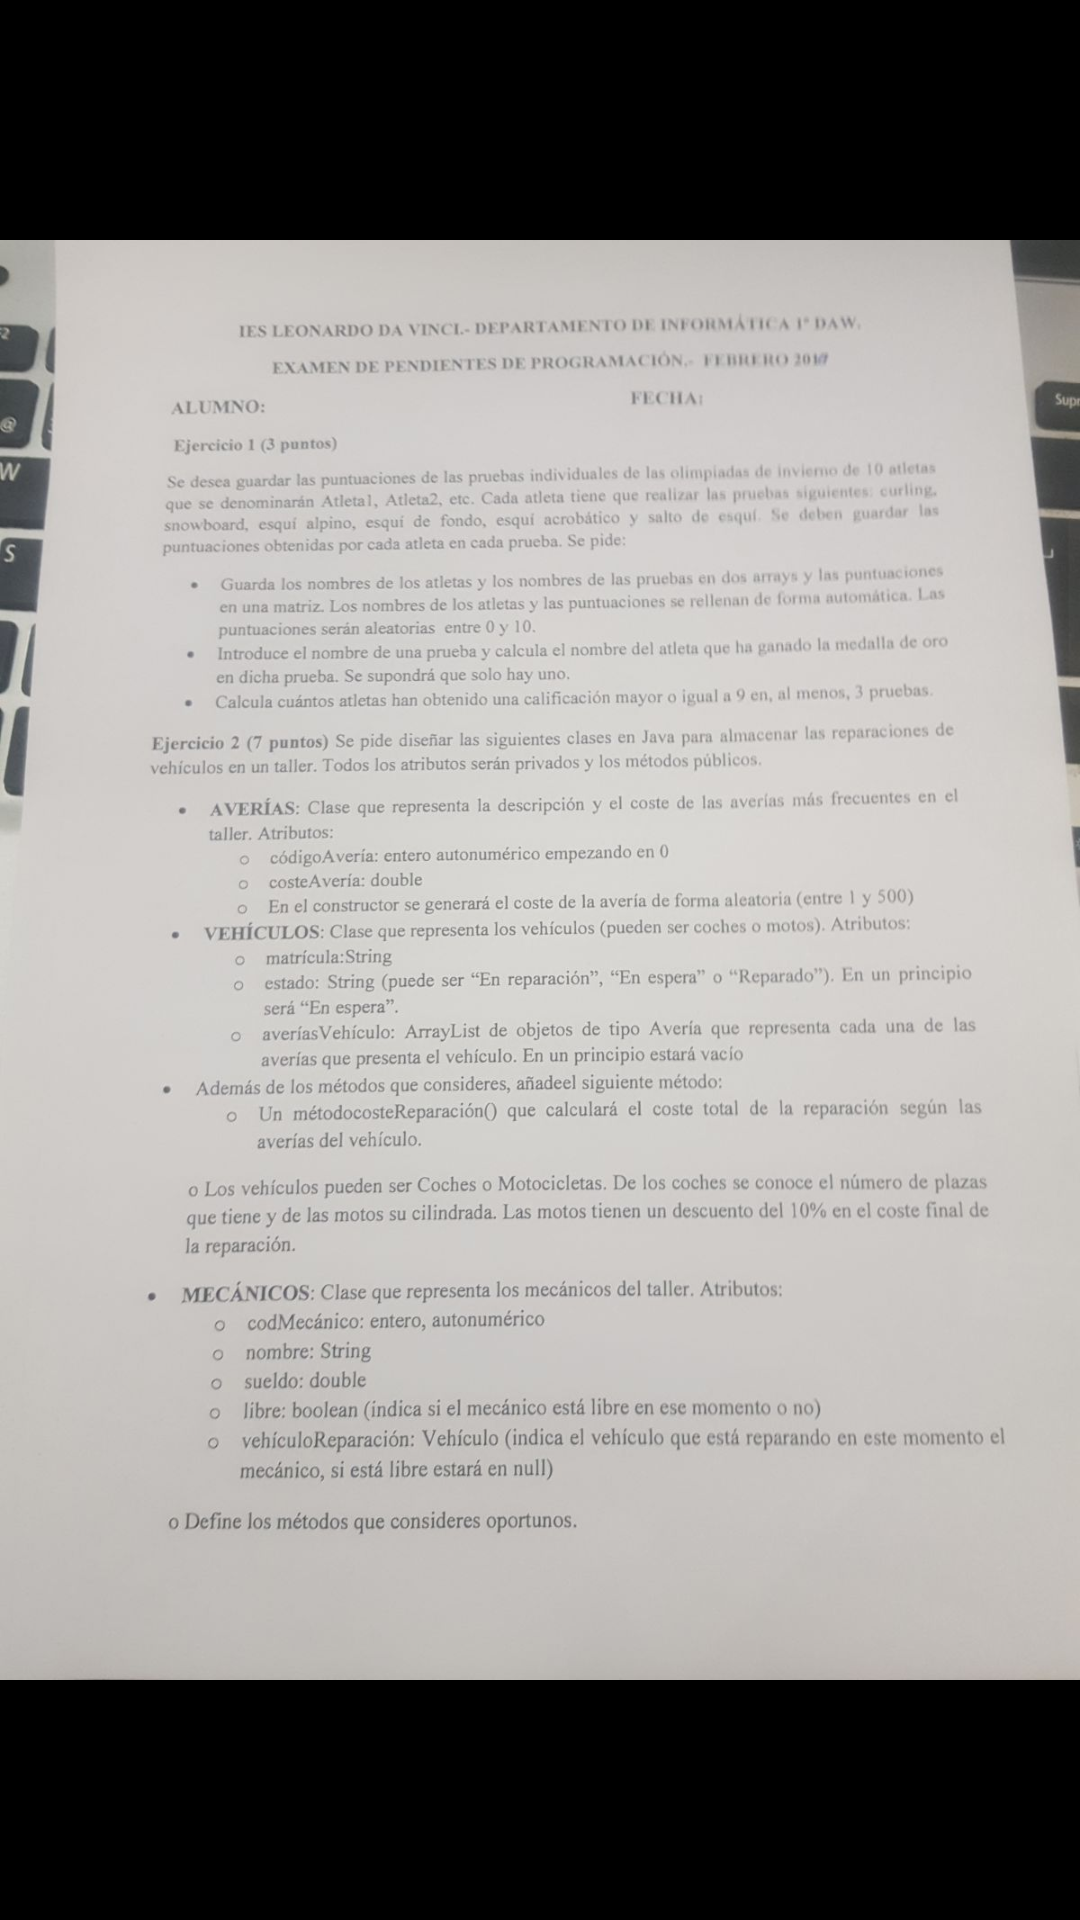 IES LEONARDO DA VINCI.- DEPARTAMENTO DE INFORMÁTICA 1º DAW.
EXAMEN DE PENDIENTES DE PROGRAMACIÓN.- FEBRERO 2017
ALUMNO: FECHA:
Ejercicio 1 (3 puntos)
Se desea guardar las puntuaciones de las pruebas individuales de las olimpiadas de invierno de 10 atletas
que se denominarán Atleta1, Atleta2, etc. Cada atleta tiene que realizar las pruebas siguientes: curling,
snowboard, esquí alpino, esquí de fondo, esquí acrobático y salto de esquí. Se deben guardar las
puntuaciones obtenidas por cada atleta en cada prueba. Se pide:
• Guarda los nombres de los atletas y los nombres de las pruebas en dos arrays y las puntuaciones
en una matriz. Los nombres de los atletas y las puntuaciones se rellenan de forma automática. Las
puntuaciones serán aleatorias entre 0 y 10.
• Introduce el nombre de una prueba y calcula el nombre del atleta que ha ganado la medalla de oro
en dicha prueba. Se supondrá que solo hay uno.
• Calcula cuántos atletas han obtenido una calificación mayor o igual a 9 en, al menos, 3 pruebas.
Ejercicio 2 (7 puntos) Se pide diseñar las siguientes clases en Java para almacenar las reparaciones de
vehículos en un taller. Todos los atributos serán privados y los métodos públicos.
• AVERÍAS: Clase que representa la descripción y el coste de las averías más frecuentes en el
taller. Atributos:
o códigoAvería: entero autonumérico empezando en 0
o costeAvería: double
o En el constructor se generará el coste de la avería de forma aleatoria (entre 1 y 500)
• VEHÍCULOS: Clase que representa los vehículos (pueden ser coches o motos). Atributos:
o matrícula:String
o estado: String (puede ser “En reparación”, “En espera” o “Reparado”). En un principio
será “En espera”.
o averíasVehículo: ArrayList de objetos de tipo Avería que representa cada una de las
averías que presenta el vehículo. En un principio estará vacío
• Además de los métodos que consideres, añadeel siguiente método:
o Un métodocosteReparación() que calculará el coste total de la reparación según las
averías del vehículo.
o Los vehículos pueden ser Coches o Motocicletas. De los coches se conoce el número de plazas
que tiene y de las motos su cilindrada. Las motos tienen un descuento del 10% en el coste final de
la reparación.
• MECÁNICOS: Clase que representa los mecánicos del taller. Atributos:
o codMecánico: entero, autonumérico
o nombre: String
o sueldo: double
o libre: boolean (indica si el mecánico está libre en ese momento o no)
o vehículoReparación: Vehículo (indica el vehículo que está reparando en este momento el
mecánico, si está libre estará en null)
o Define los métodos que consideres oportunos.
@
W
S
Supr